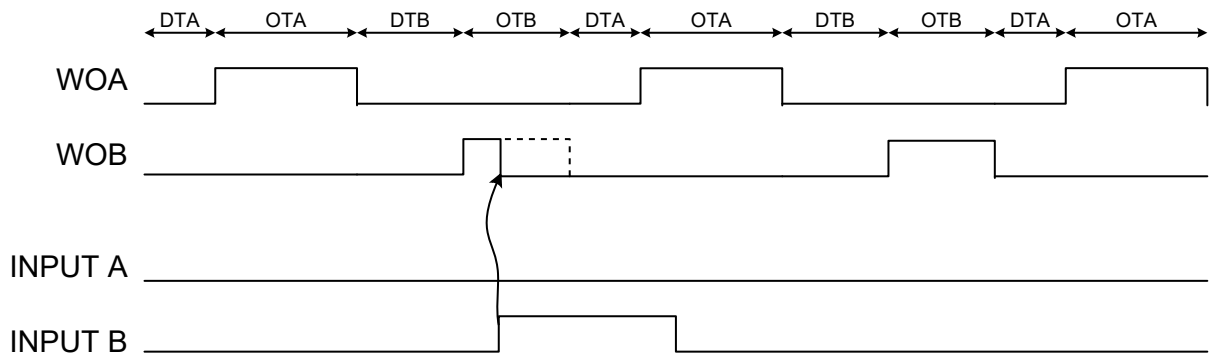 DTA OTA DTB OTB DTA OTA DTB OTB DTA OTA
WOA
WOB
INPUT A
INPUT B